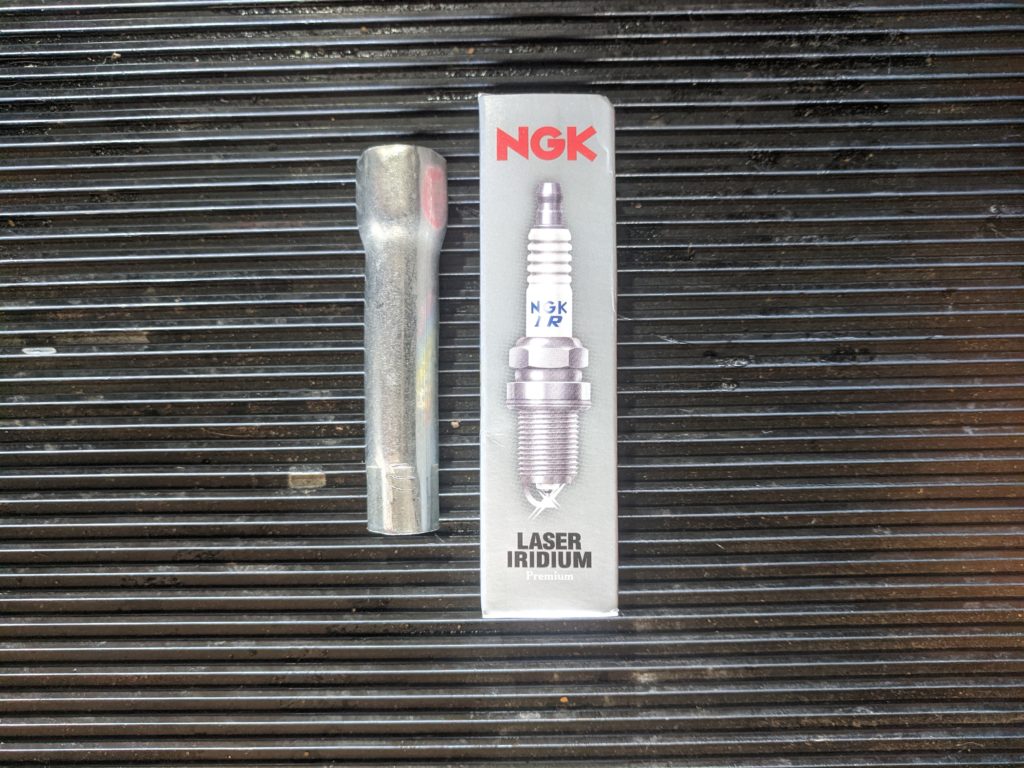 NGK
NGK
IR
LASER
IRIDIUM
Premium